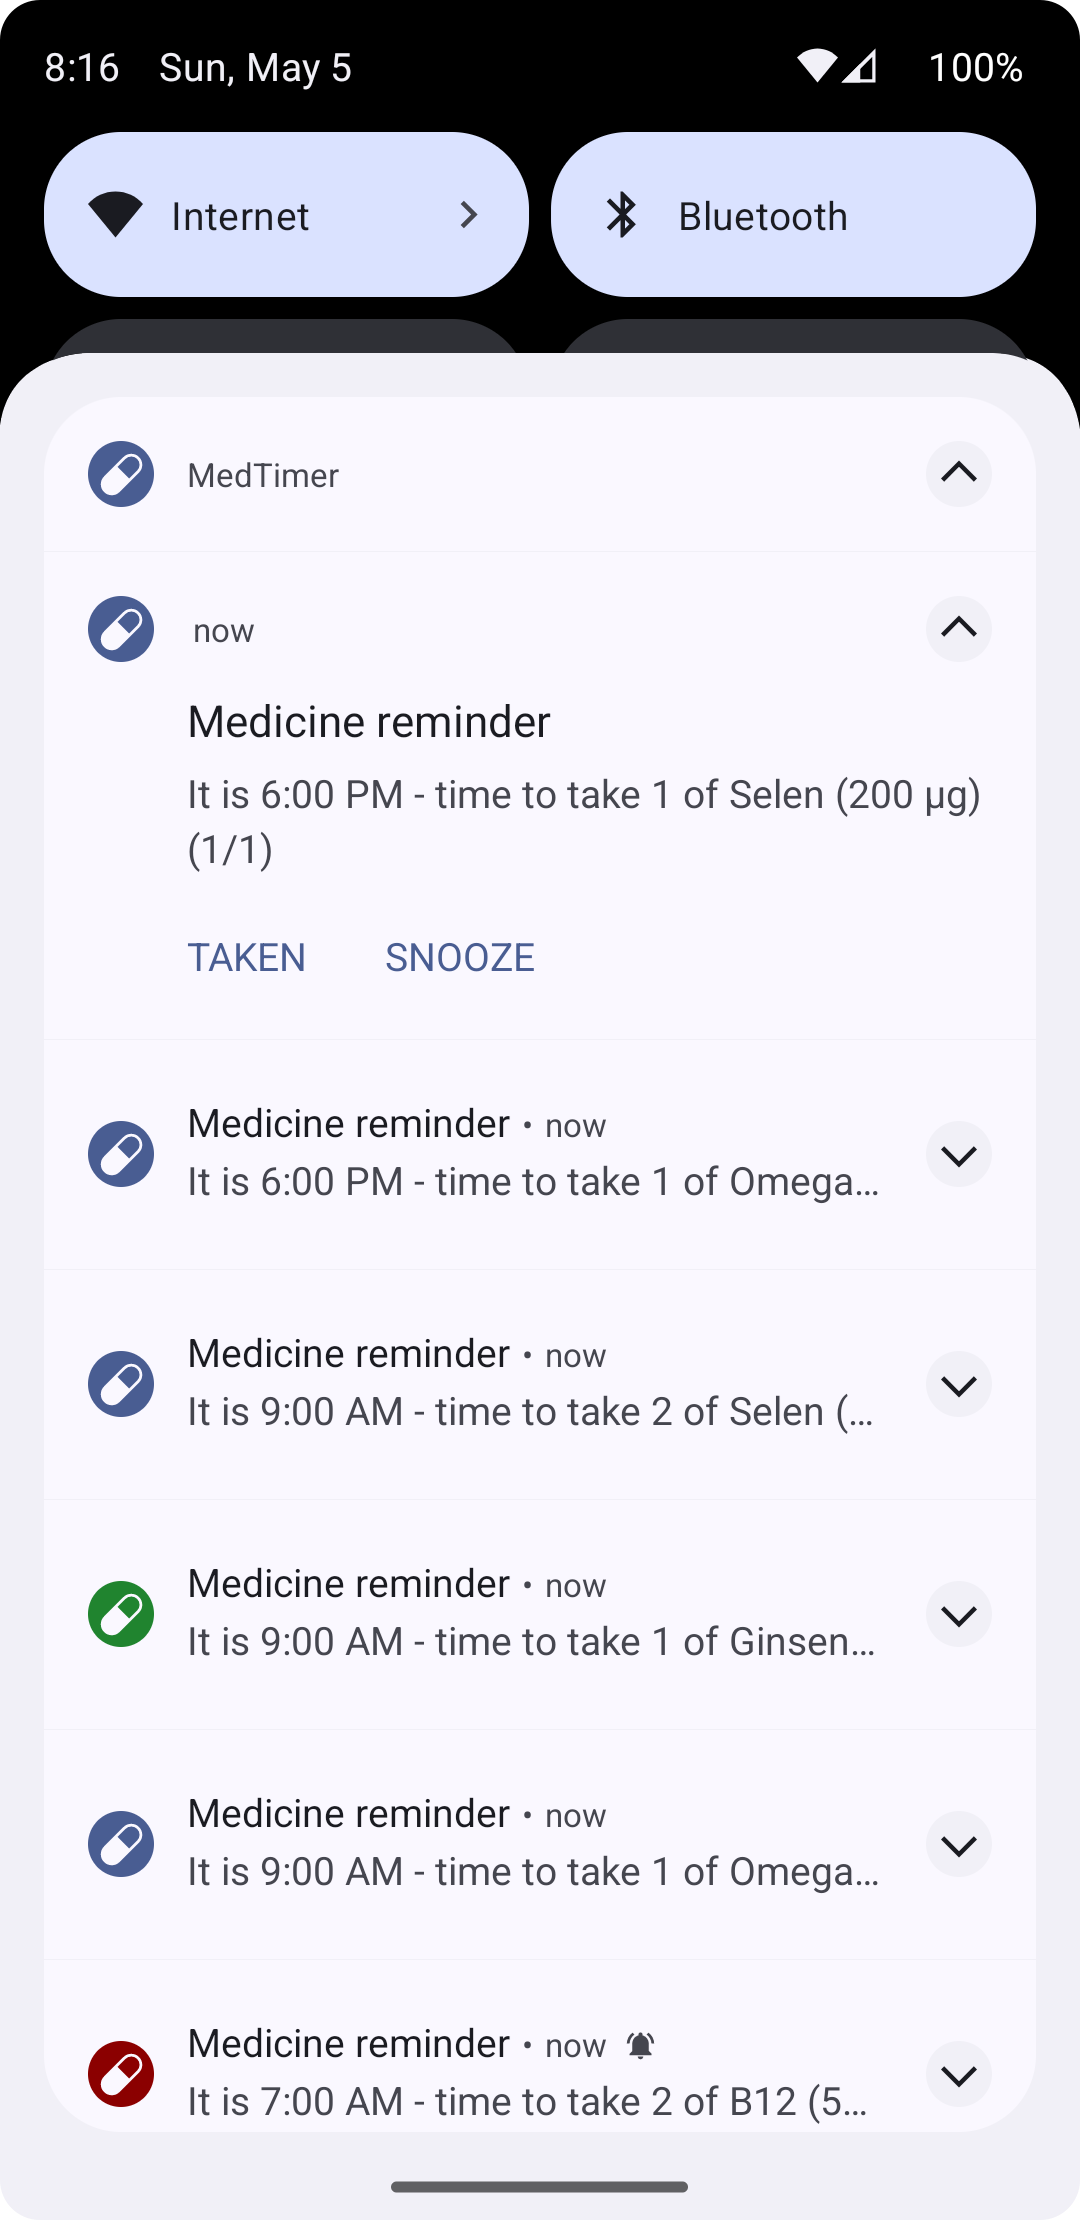 8:16 Sun, May 5 100%
Internet Bluetooth
MedTimer
now
Medicine reminder
It is 6:00 PM - time to take 1 of Selen (200 µg)
(1/1)
TAKEN SNOOZE
Medicine reminder • now
It is 6:00 PM - time to take 1 of Omega…
Medicine reminder • now
It is 9:00 AM - time to take 2 of Selen (…
Medicine reminder • now
It is 9:00 AM - time to take 1 of Ginsen…
Medicine reminder • now
It is 9:00 AM - time to take 1 of Omega…
Medicine reminder • now
It is 7:00 AM - time to take 2 of B12 (5…